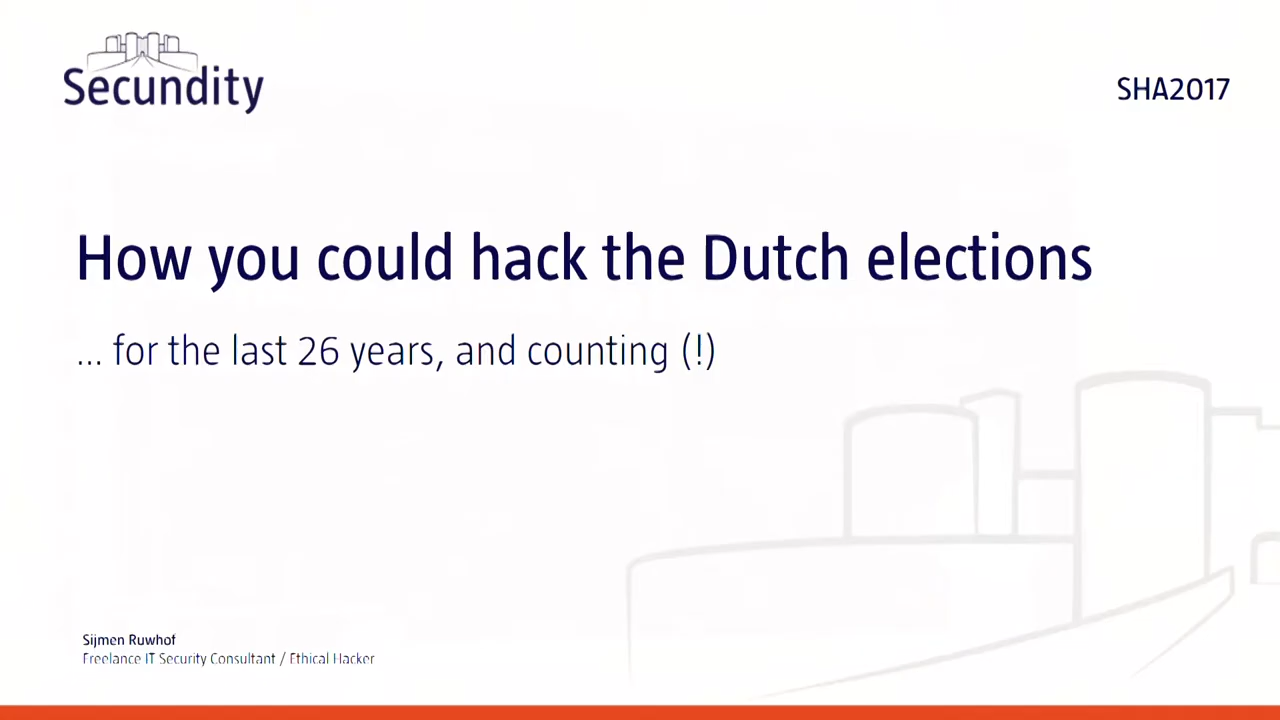 Secundity
SHA2017
How you could hack the Dutch elections
... for the last 26 years, and counting (!)
Sijmen Ruwhof
Freelance IT Security Consultant / Ethical Hacker